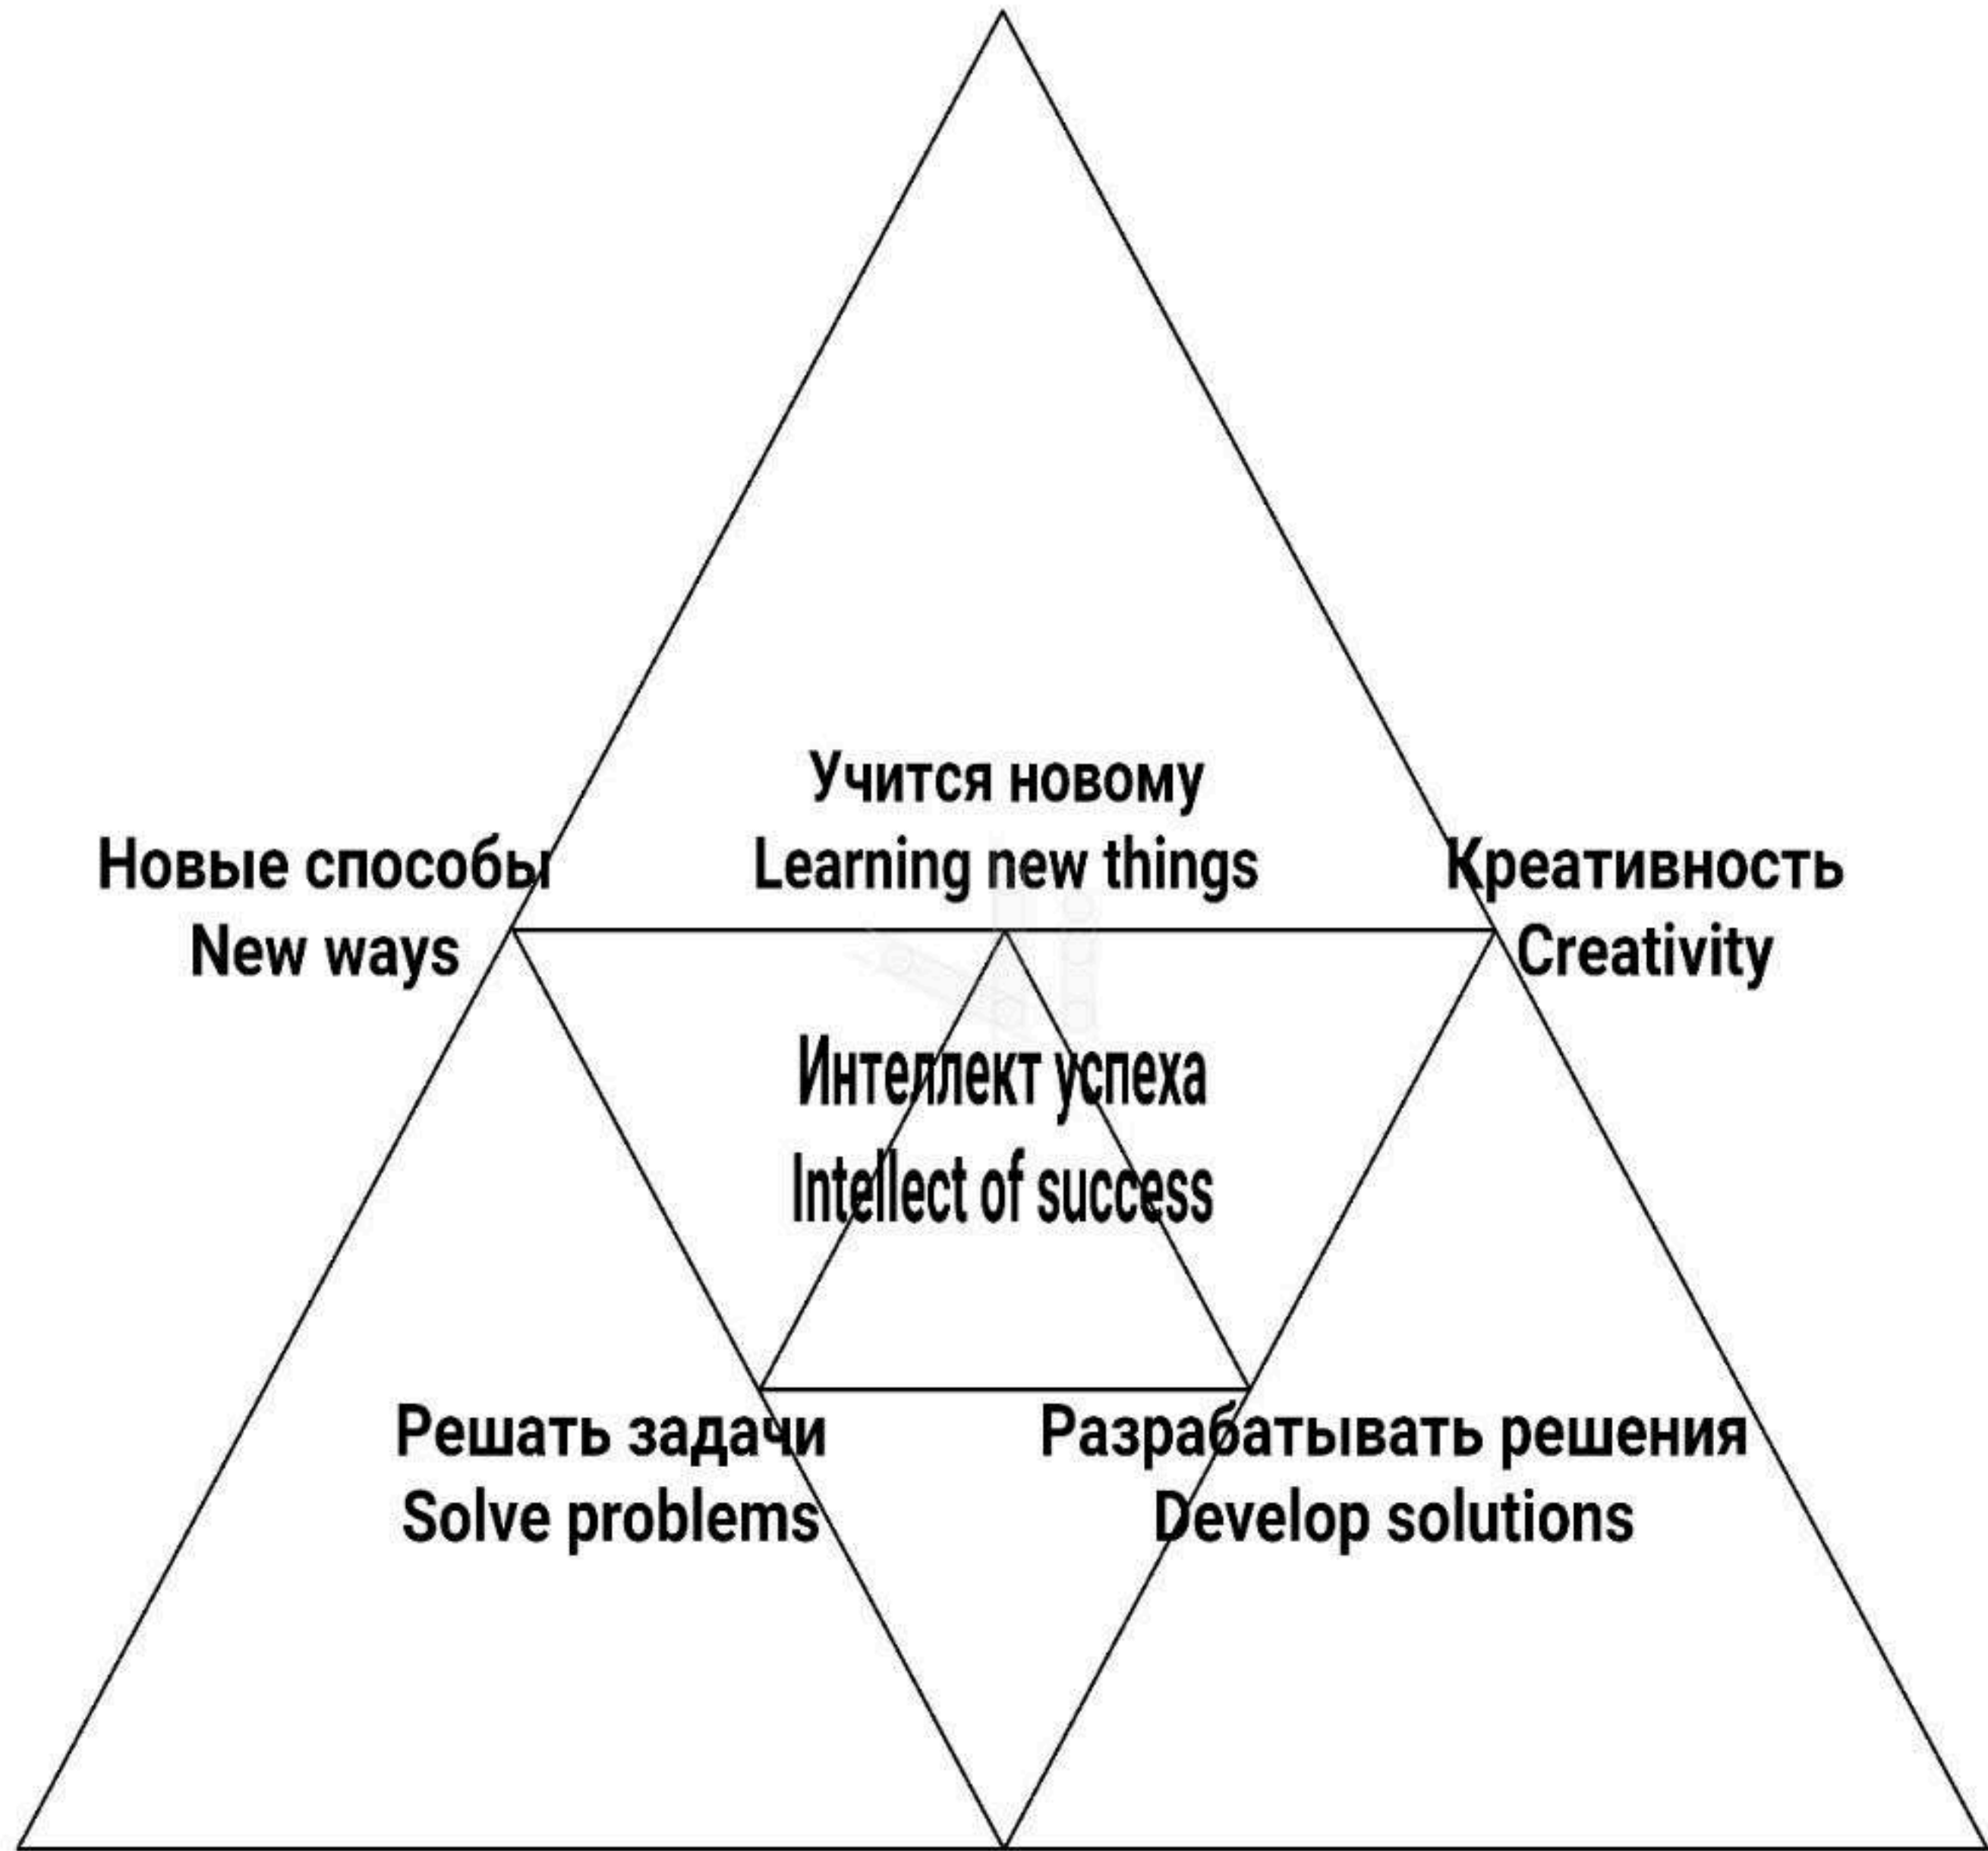 Учится новому
Learning new things
Новые способы
New ways
Креативность
Creativity
Интеллект успеха
Intellect of success
Решать задачи
Solve problems
Разрабатывать решения
Develop solutions